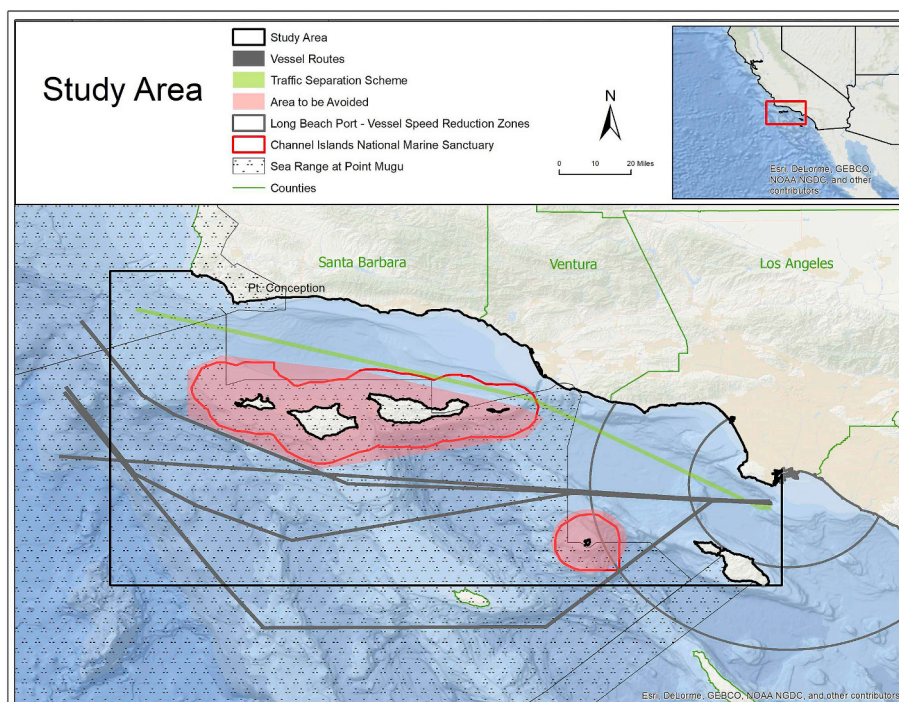 Study Area
Study Area
Vessel Routes
Traffic Separation Scheme
Area to be Avoided
Long Beach Port - Vessel Speed Reduction Zones
Channel Islands National Marine Sanctuary
Sea Range at Point Mugu
Counties
N
0 10 20 Miles
Esri, DeLorme, GEBCO,
NOAA NGDC, and other
contributors
Santa Barbara
Ventura
Los Angeles
Pt. Conception
Esri, DeLorme, GEBCO, NOAA NGDC, and other contributors